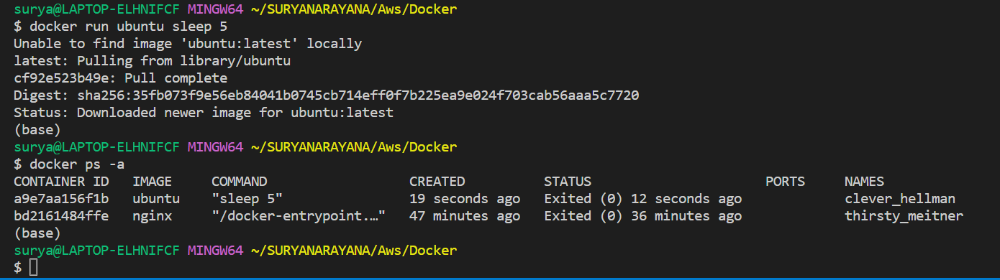 surya@LAPTOP-ELHNIFCF MINGW64 ~/SURYANARAYANA/Aws/Docker
$ docker run ubuntu sleep 5
Unable to find image 'ubuntu:latest' locally
latest: Pulling from library/ubuntu
cf92e523b49e: Pull complete
Digest: sha256:35fb073f9e56eb84041b0745cb714eff0f7b225ea9e024f703cab56aaa5c7720
Status: Downloaded newer image for ubuntu:latest
(base)
surya@LAPTOP-ELHNIFCF MINGW64 ~/SURYANARAYANA/Aws/Docker
$ docker ps -a
CONTAINER ID   IMAGE     COMMAND                  CREATED          STATUS                      PORTS     NAMES
a9e7aa156f1b   ubuntu    "sleep 5"                19 seconds ago   Exited (0) 12 seconds ago             clever_hellman
bd2161484ffe   nginx     "/docker-entrypoint.…"   47 minutes ago   Exited (0) 36 minutes ago             thirsty_meitner
(base)
surya@LAPTOP-ELHNIFCF MINGW64 ~/SURYANARAYANA/Aws/Docker
$